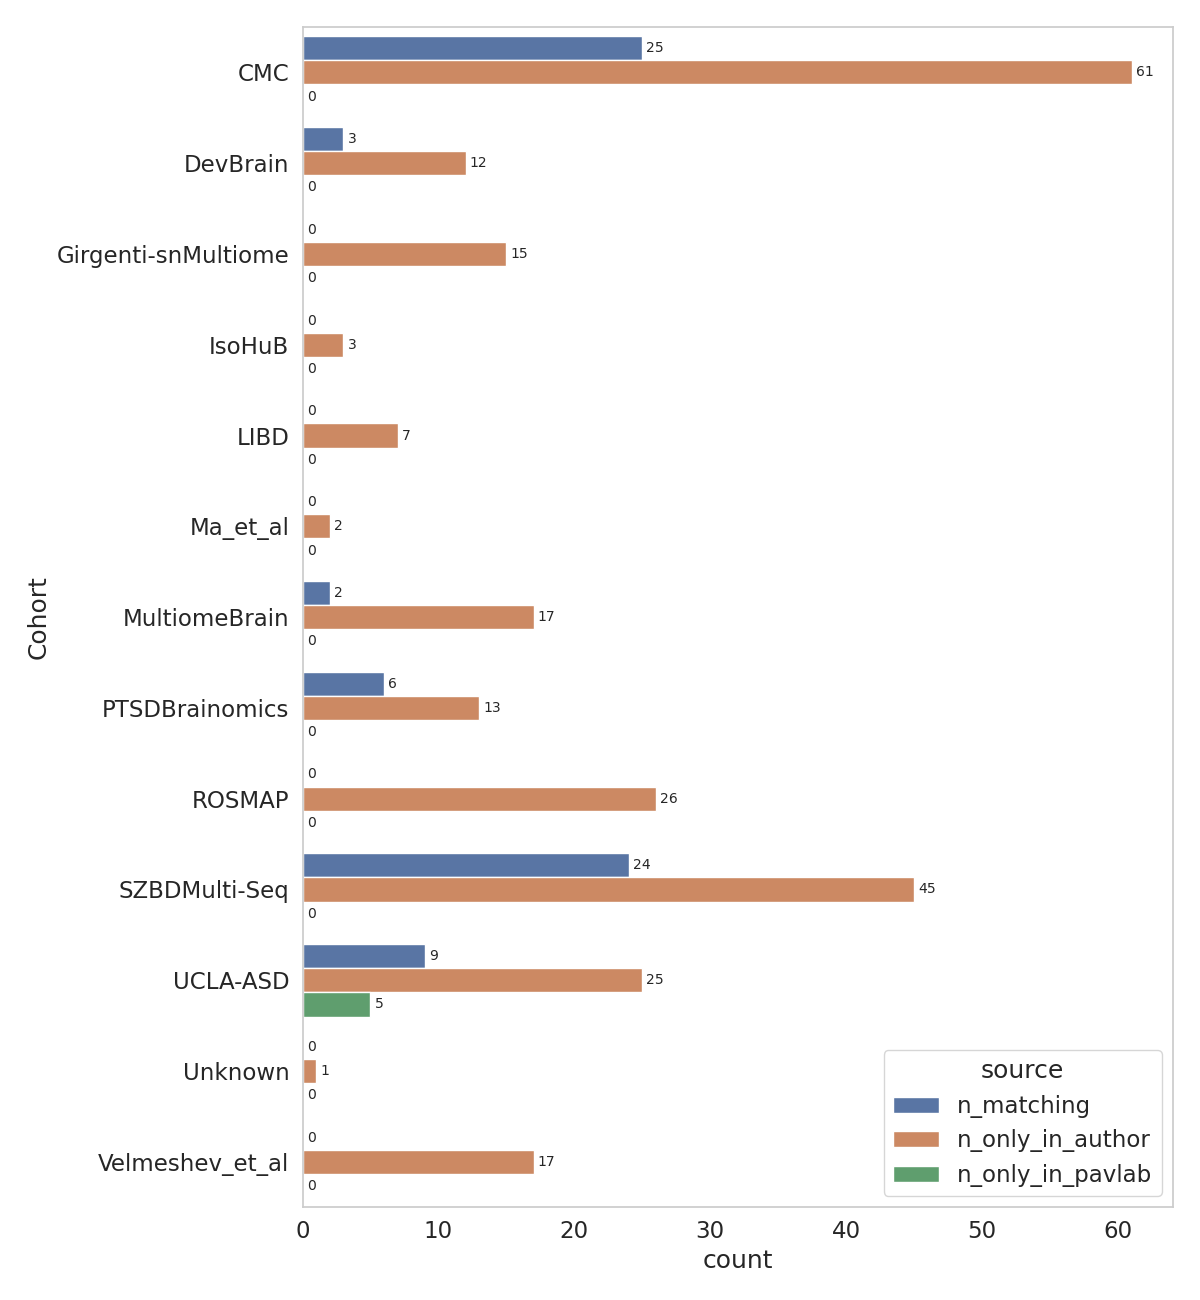 CMC
25
61
0
DevBrain
3
12
0
Girgenti-snMultiome
0
15
0
IsoHuB
0
3
0
LIBD
0
7
0
Ma_et_al
0
2
0
MultiomeBrain
2
17
0
PTSDBrainomics
6
13
0
ROSMAP
0
26
0
SZBDMulti-Seq
24
45
0
UCLA-ASD
9
25
5
Unknown
0
1
0
Velmeshev_et_al
0
17
0
Cohort
0 10 20 30 40 50 60
count
source
n_matching
n_only_in_author
n_only_in_pavlab